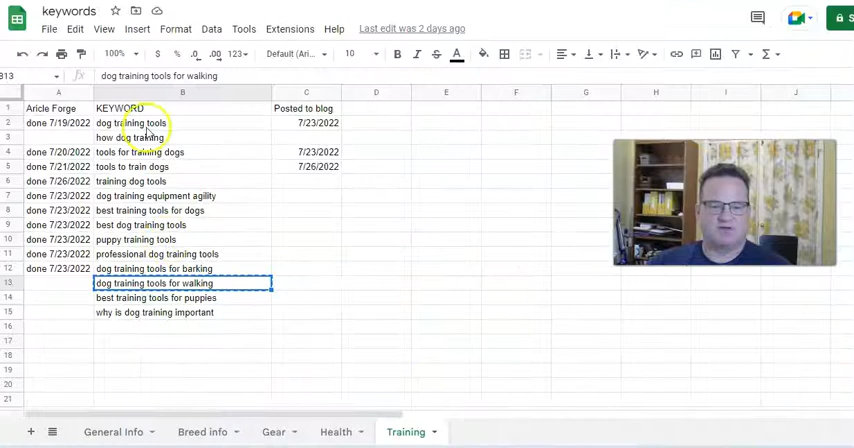 keywords
File Edit View Insert Format Data Tools Extensions Help Last edit was 2 days ago
100% $ % .0 .00 123 Default (Ari... 10 B I S A
B13 fx dog training tools for walking
A B C D E F G H I J
1 Aricle Forge KEYWORD Posted to blog
2 done 7/19/2022 dog training tools 7/23/2022
3 how dog training
4 done 7/20/2022 tools for training dogs 7/23/2022
5 done 7/21/2022 tools to train dogs 7/26/2022
6 done 7/26/2022 training dog tools
7 done 7/23/2022 dog training equipment agility
8 done 7/23/2022 best training tools for dogs
9 done 7/23/2022 best dog training tools
10 done 7/23/2022 puppy training tools
11 done 7/23/2022 professional dog training tools
12 done 7/23/2022 dog training tools for barking
13 dog training tools for walking
14 best training tools for puppies
15 why is dog training important
16
17
18
19
20
21
+ General Info Breed info Gear Health Training